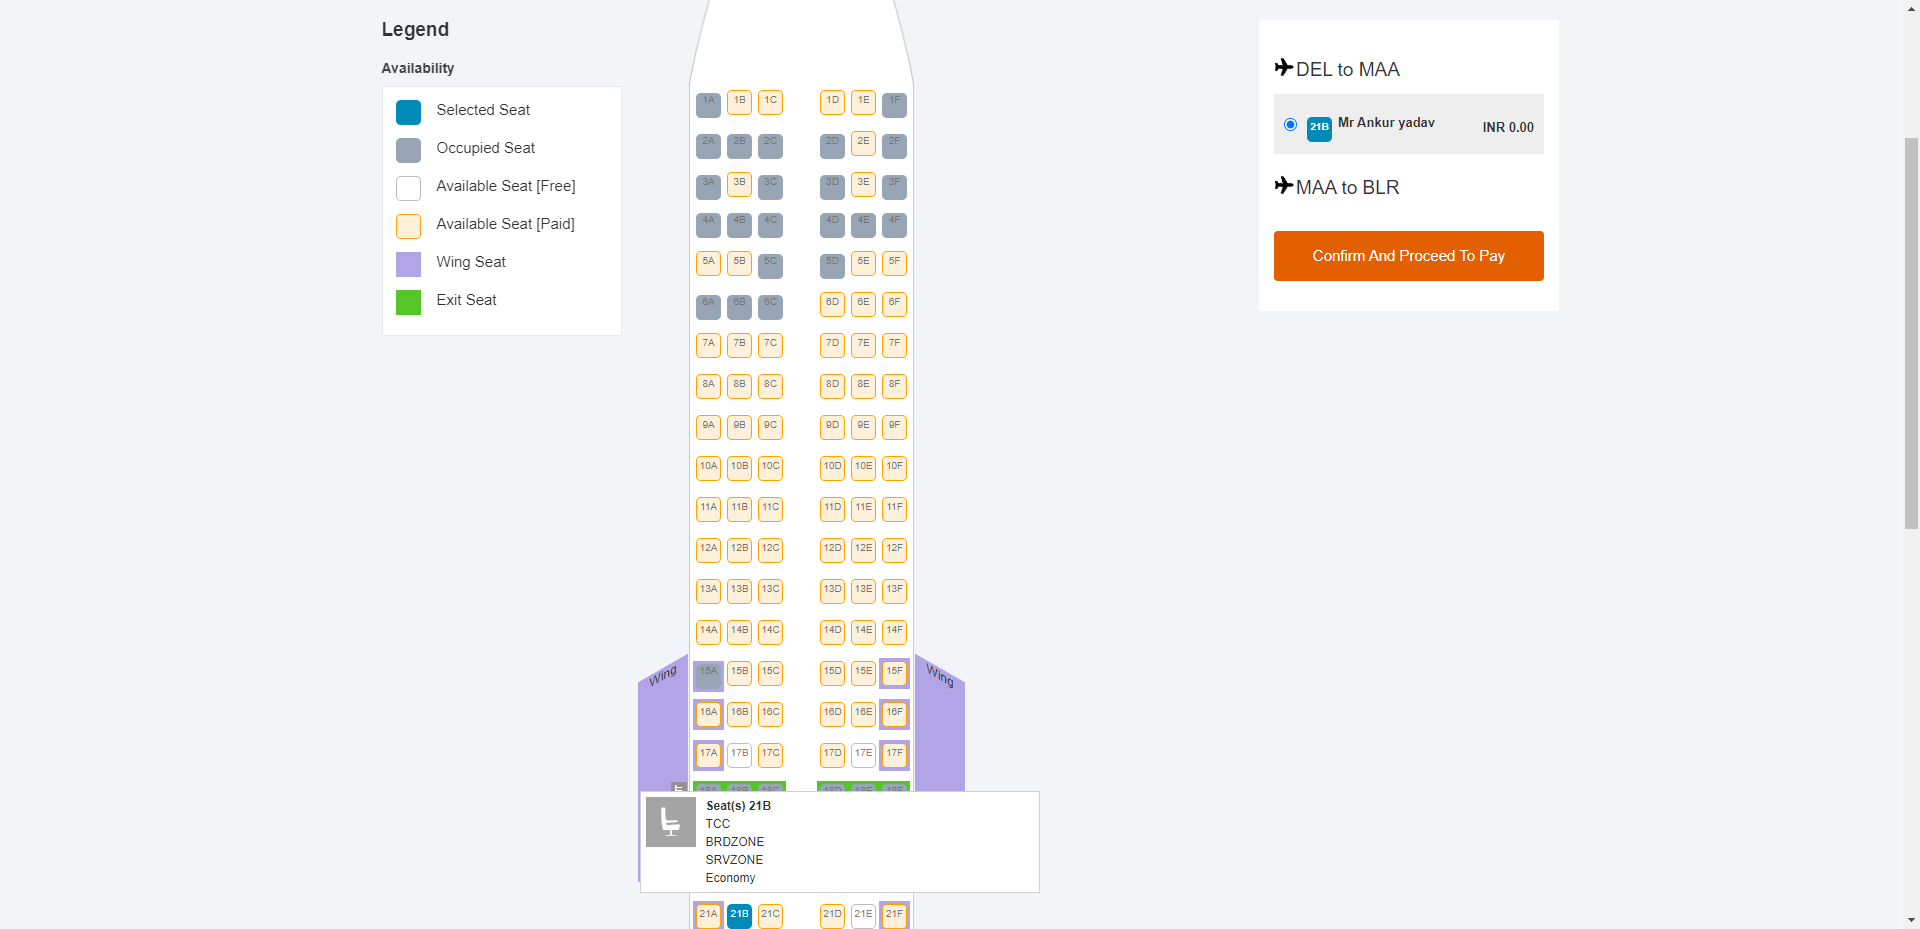 Legend
Availability
Selected Seat
Occupied Seat
Available Seat [Free]
Available Seat [Paid]
Wing Seat
Exit Seat
1A 1B 1C 1D 1E 1F
2A 2B 2C 2D 2E 2F
3A 3B 3C 3D 3E 3F
4A 4B 4C 4D 4E 4F
5A 5B 5C 5D 5E 5F
6A 6B 6C 6D 6E 6F
7A 7B 7C 7D 7E 7F
8A 8B 8C 8D 8E 8F
9A 9B 9C 9D 9E 9F
10A 10B 10C 10D 10E 10F
11A 11B 11C 11D 11E 11F
12A 12B 12C 12D 12E 12F
13A 13B 13C 13D 13E 13F
14A 14B 14C 14D 14E 14F
Wing 15A 15B 15C 15D 15E 15F Wing
16A 16B 16C 16D 16E 16F
17A 17B 17C 17D 17E 17F
18A 18B 18C 18D 18E 18F
Seat(s) 21B
TCC
BRDZONE
SRVZONE
Economy
21A 21B 21C 21D 21E 21F
DEL to MAA
21B Mr Ankur yadav INR 0.00
MAA to BLR
Confirm And Proceed To Pay